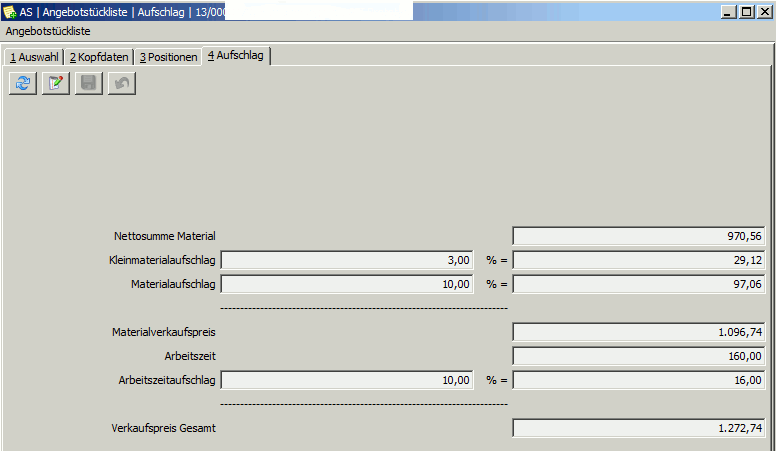 AS | Angebotstückliste | Aufschlag | 13/000
Angebotstückliste
1 Auswahl 2 Kopfdaten 3 Positionen 4 Aufschlag
Nettosumme Material 970,56
Kleinmaterialaufschlag 3,00 % = 29,12
Materialaufschlag 10,00 % = 97,06
Materialverkaufspreis 1.096,74
Arbeitszeit 160,00
Arbeitszeitaufschlag 10,00 % = 16,00
Verkaufspreis Gesamt 1.272,74